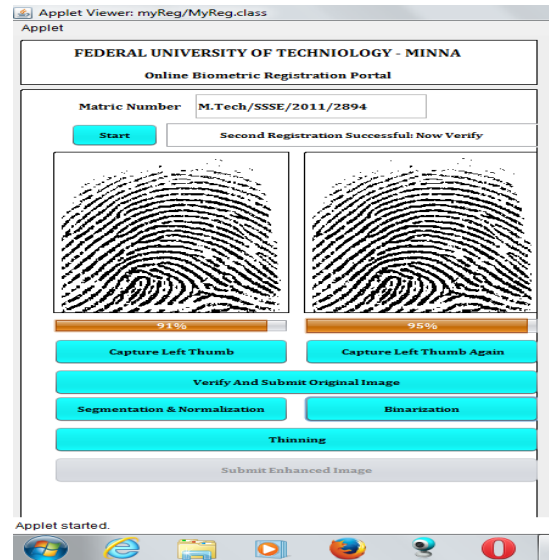 Applet Viewer: myReg/MyReg.class
Applet
FEDERAL UNIVERSITY OF TECHNIOLOGY - MINNA
Online Biometric Registration Portal
Matric Number M.Tech/SSSE/2011/2894
Start Second Registration Successful: Now Verify
91% 95%
Capture Left Thumb Capture Left Thumb Again
Verify And Submit Original Image
Segmentation & Normalization Binarization
Thinning
Submit Enhanced Image
Applet started.